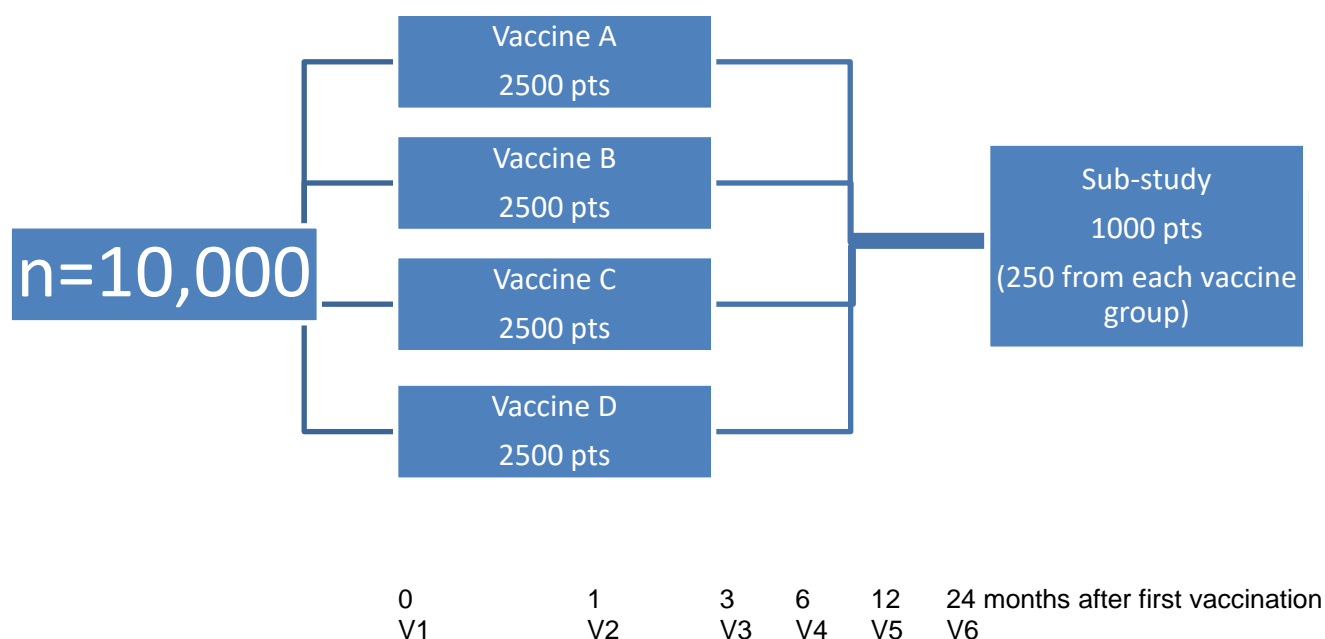 n=10,000
Vaccine A
2500 pts
Vaccine B
2500 pts
Vaccine C
2500 pts
Vaccine D
2500 pts
Sub-study
1000 pts
(250 from each vaccine
group)
0 1 3 6 12 24 months after first vaccination
V1 V2 V3 V4 V5 V6